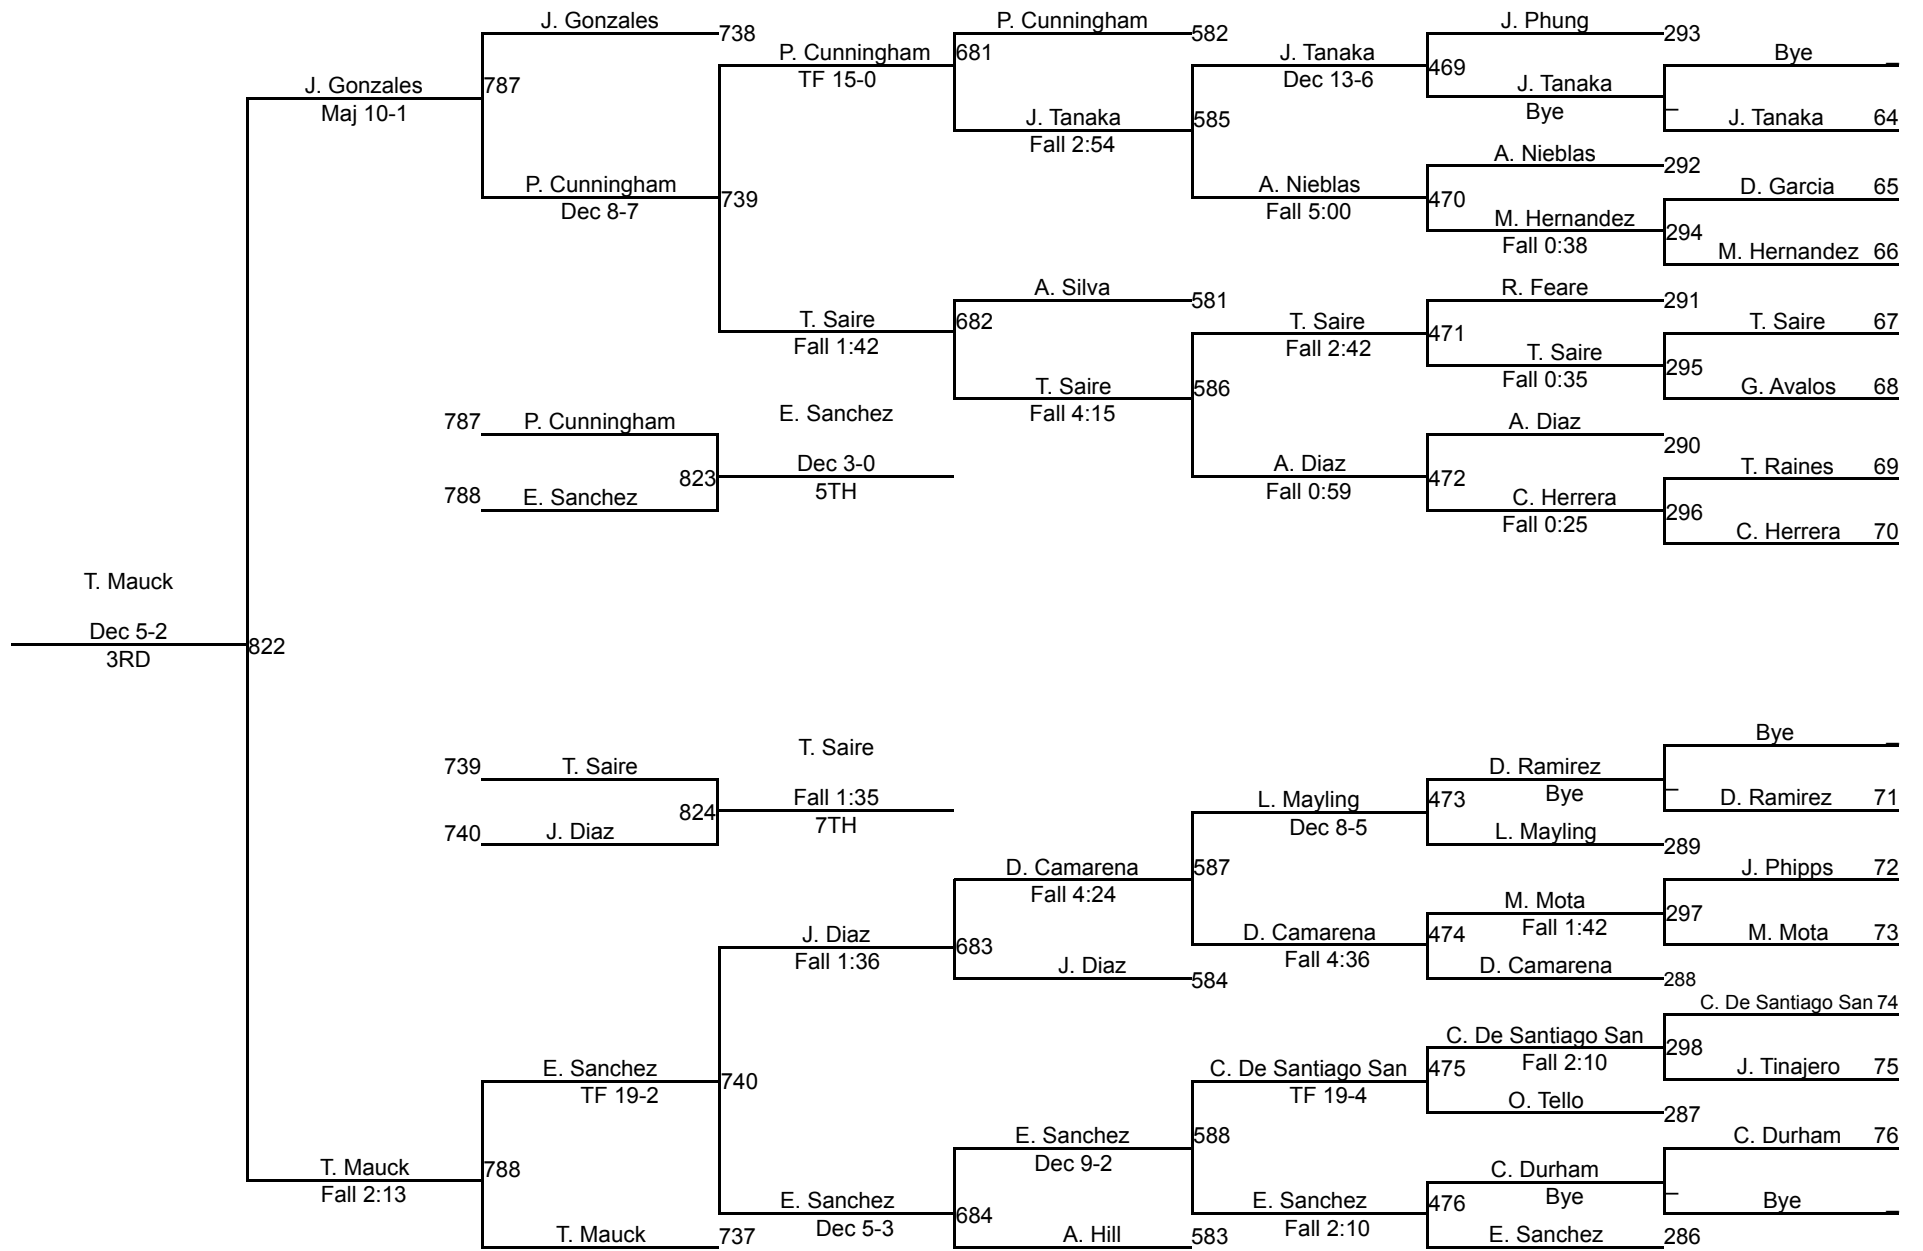 J. Gonzales
738
P. Cunningham
582
J. Phung
293
P. Cunningham
TF 15-0
681
J. Tanaka
Dec 13-6
469
Bye
_
J. Gonzales
Maj 10-1
787
J. Tanaka
Bye
_
J. Tanaka 64
J. Tanaka
Fall 2:54
585
A. Nieblas
292
P. Cunningham
Dec 8-7
739
A. Nieblas
Fall 5:00
470
D. Garcia 65
M. Hernandez
Fall 0:38
294
M. Hernandez 66
A. Silva
581
R. Feare
291
T. Saire
Fall 1:42
682
T. Saire
Fall 2:42
471
T. Saire 67
T. Saire
Fall 0:35
295
G. Avalos 68
T. Saire
Fall 4:15
586
787 P. Cunningham
E. Sanchez
A. Diaz
290
823
Dec 3-0
5TH
A. Diaz
Fall 0:59
472
T. Raines 69
788 E. Sanchez
C. Herrera
Fall 0:25
296
C. Herrera 70
T. Mauck
Dec 5-2
3RD
822
Bye
_
739 T. Saire
T. Saire
D. Ramirez
Bye
_
824
Fall 1:35
7TH
L. Mayling
Dec 8-5
473
D. Ramirez 71
740 J. Diaz
L. Mayling
289
D. Camarena
Fall 4:24
587
J. Phipps 72
M. Mota
Fall 1:42
297
J. Diaz
Fall 1:36
683
D. Camarena
Fall 4:36
474
M. Mota 73
J. Diaz
584
D. Camarena
288
C. De Santiago San 74
C. De Santiago San
Fall 2:10
298
E. Sanchez
TF 19-2
740
C. De Santiago San
TF 19-4
475
J. Tinajero 75
O. Tello
287
E. Sanchez
Dec 9-2
588
C. Durham 76
T. Mauck
Fall 2:13
788
C. Durham
Bye
_
E. Sanchez
Dec 5-3
684
E. Sanchez
Fall 2:10
476
Bye
_
T. Mauck
737
A. Hill
583
E. Sanchez
286